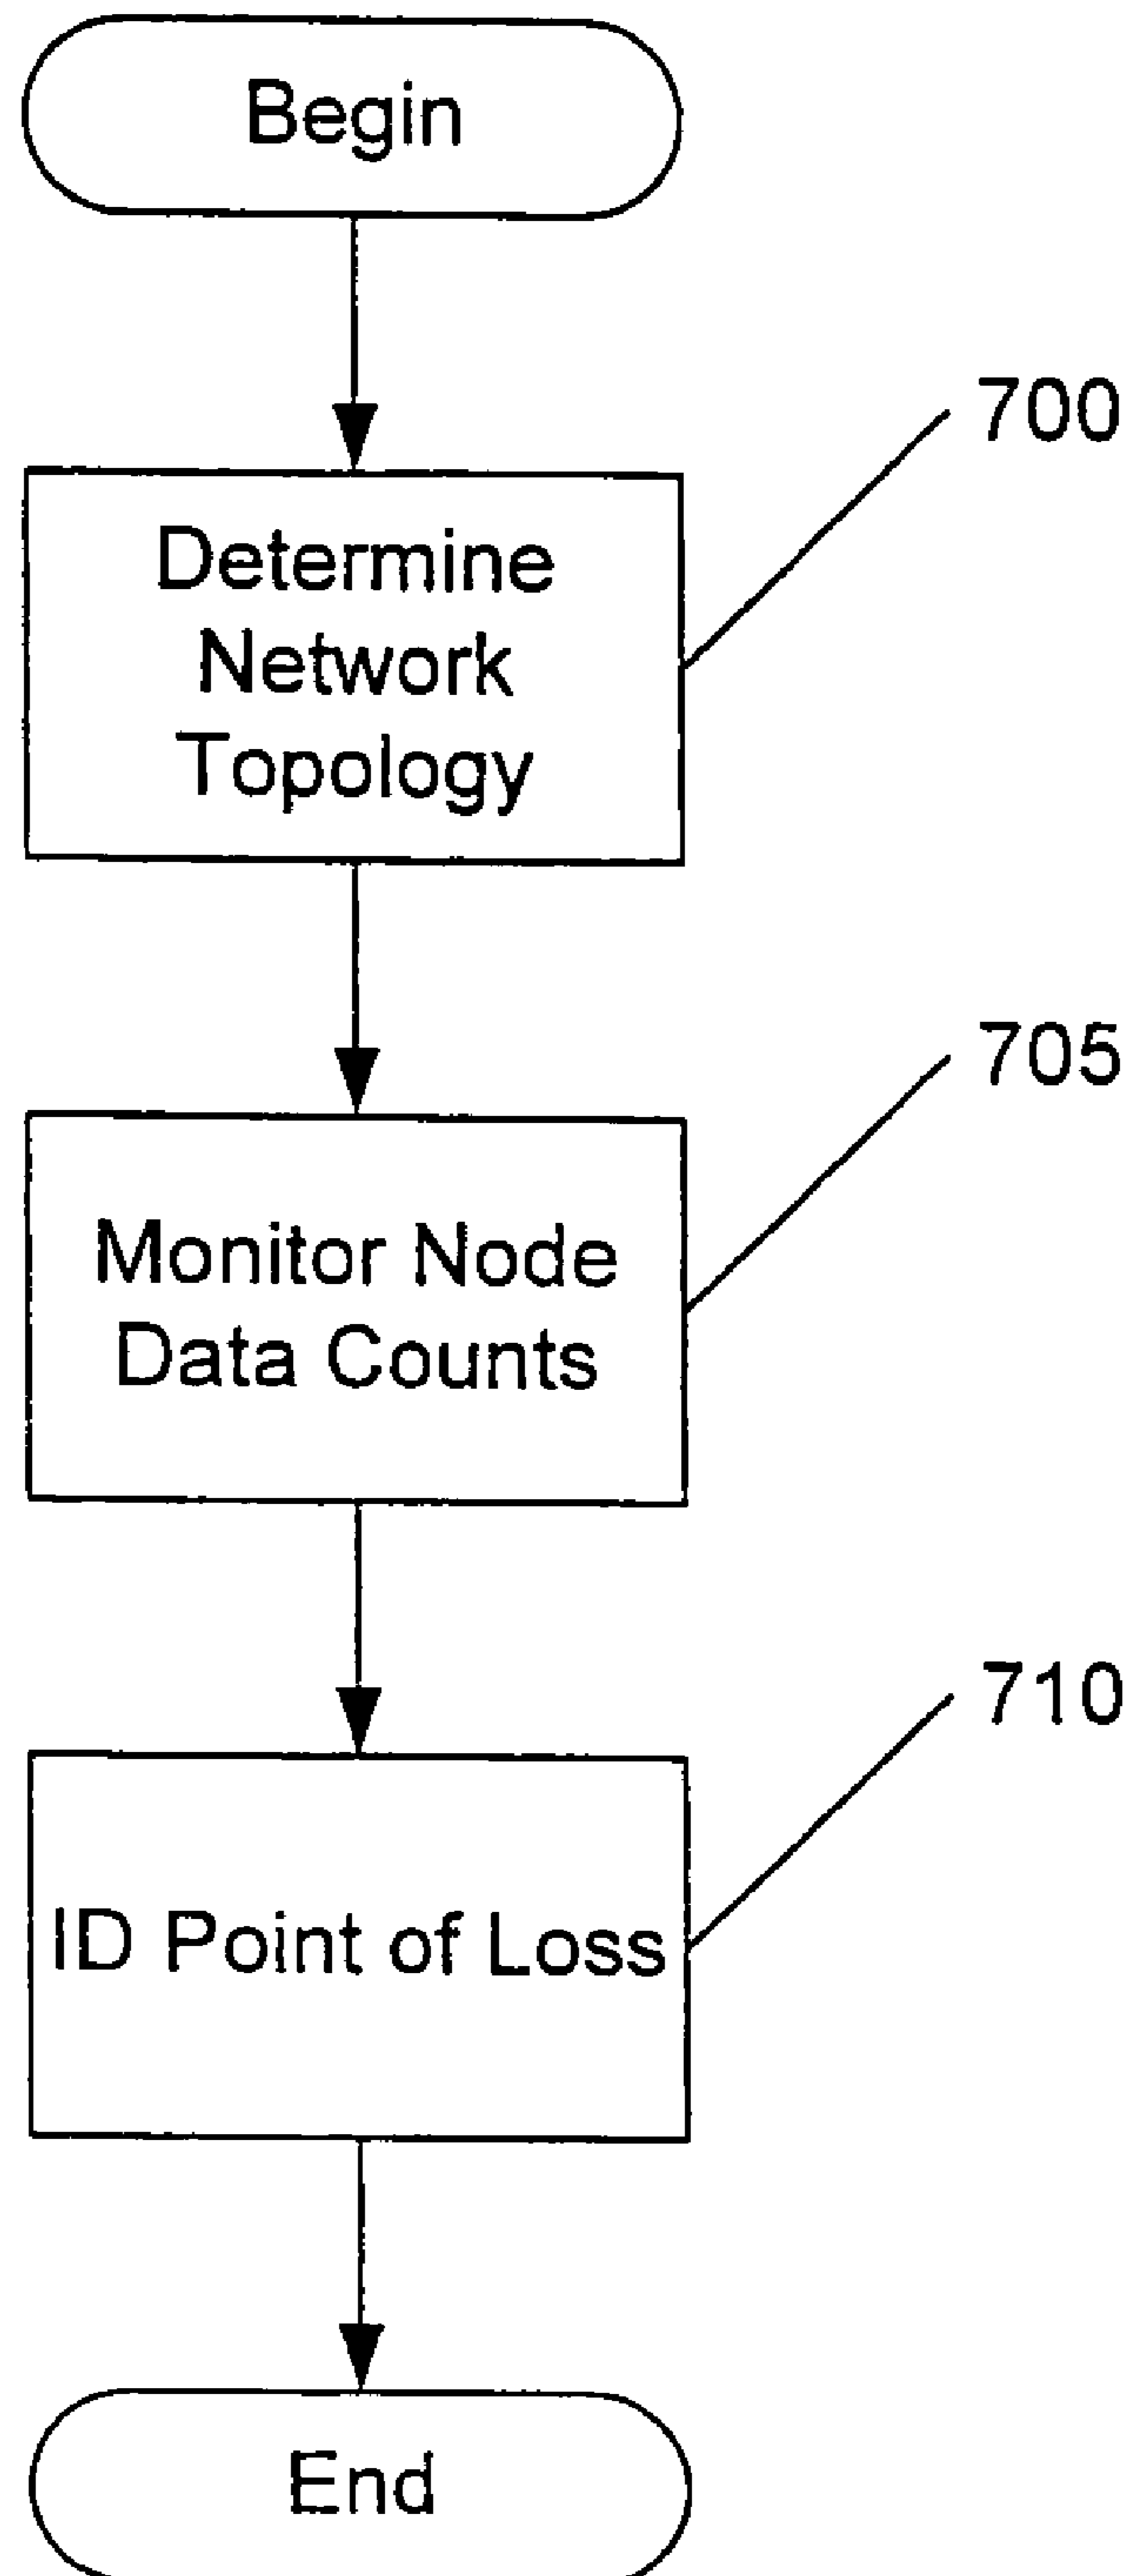 Begin
700
Determine
Network
Topology
705
Monitor Node
Data Counts
710
ID Point of Loss
End